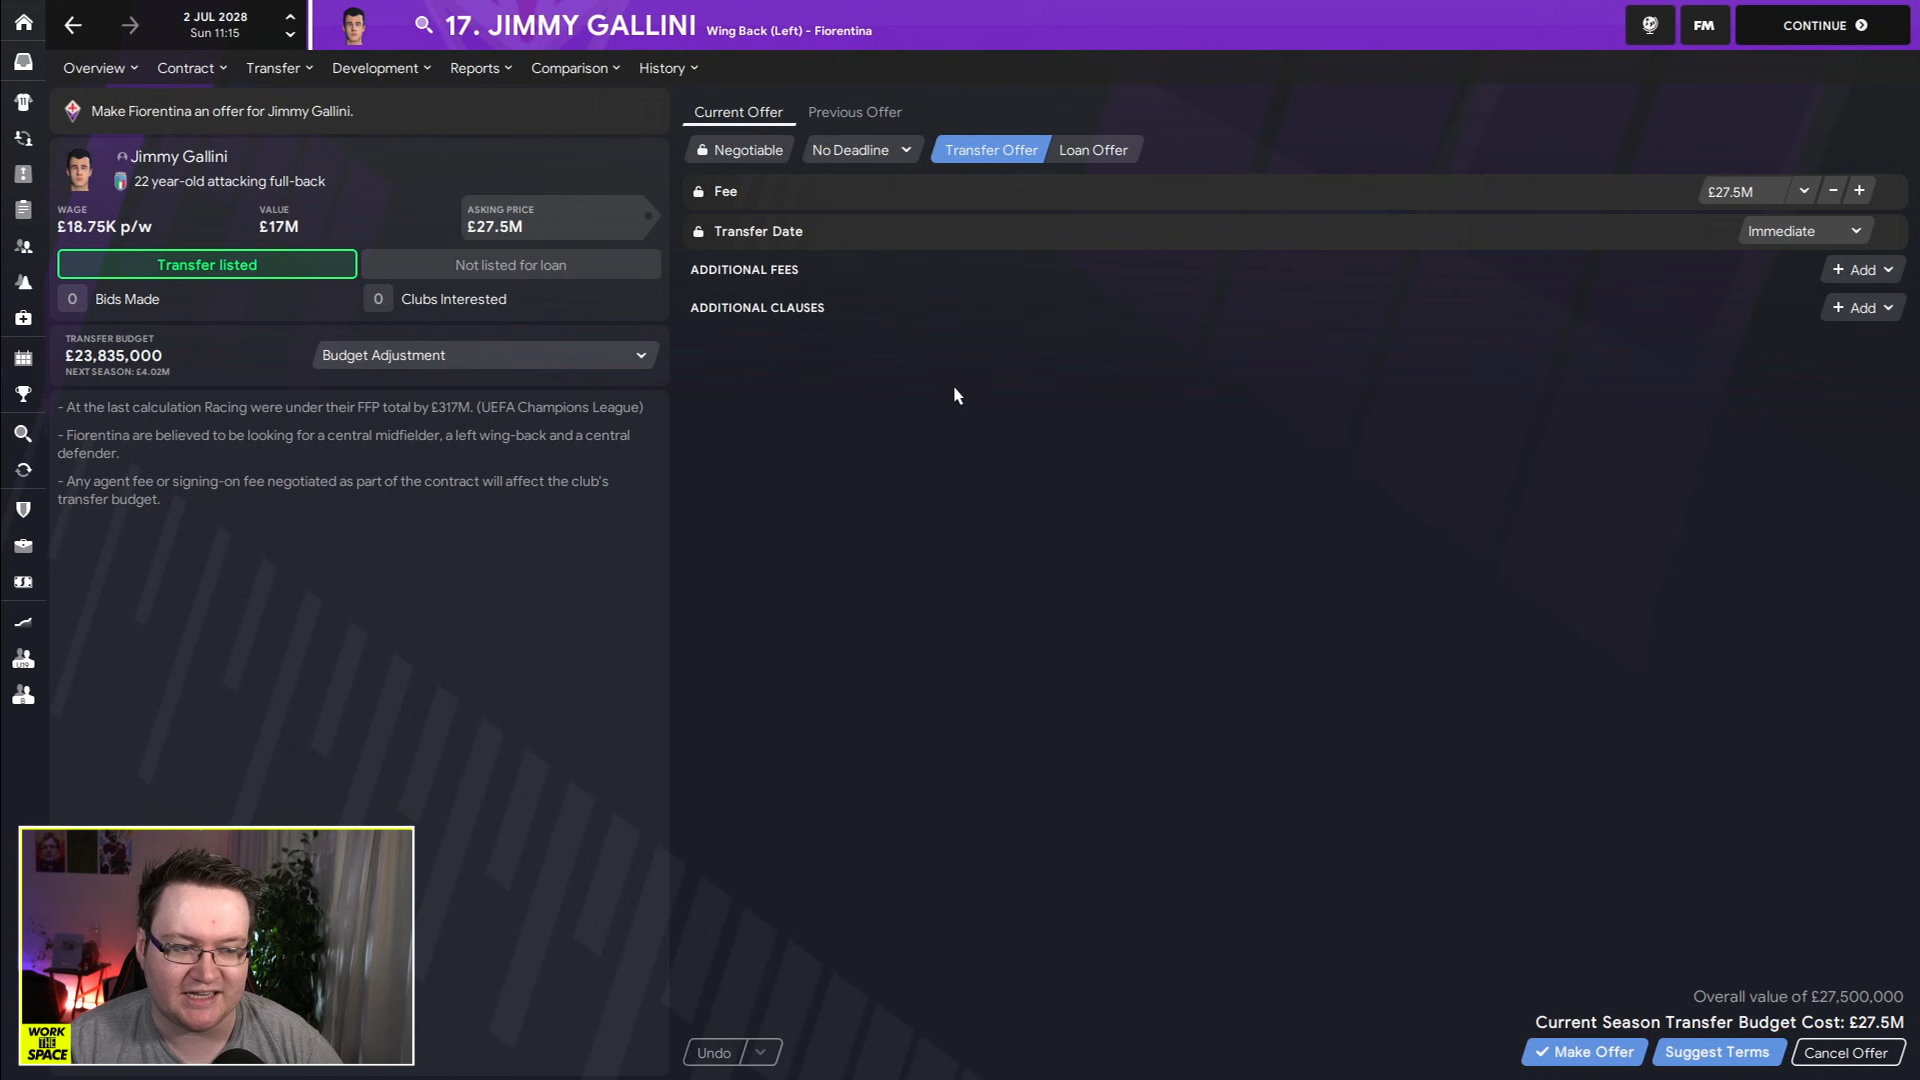 2 JUL 2028
Sun 11:15
17. JIMMY GALLINI
Wing Back (Left) - Fiorentina
FM
CONTINUE
Overview
Contract
Transfer
Development
Reports
Comparison
History
Make Fiorentina an offer for Jimmy Gallini.
Jimmy Gallini
22 year-old attacking full-back
WAGE
£18.75K p/w
VALUE
£17M
ASKING PRICE
£27.5M
Transfer listed
Not listed for loan
0 Bids Made
0 Clubs Interested
TRANSFER BUDGET
£23,835,000
NEXT SEASON: £4.02M
Budget Adjustment
- At the last calculation Racing were under their FFP total by £317M. (UEFA Champions League)
- Fiorentina are believed to be looking for a central midfielder, a left wing-back and a central
defender.
- Any agent fee or signing-on fee negotiated as part of the contract will affect the club's
transfer budget.
Current Offer
Previous Offer
Negotiable
No Deadline
Transfer Offer
Loan Offer
Fee
£27.5M
Transfer Date
Immediate
ADDITIONAL FEES
+ Add
ADDITIONAL CLAUSES
+ Add
Overall value of £27,500,000
Current Season Transfer Budget Cost: £27.5M
Undo
Make Offer
Suggest Terms
Cancel Offer
11
U19
B
WORK
THE
SPACE